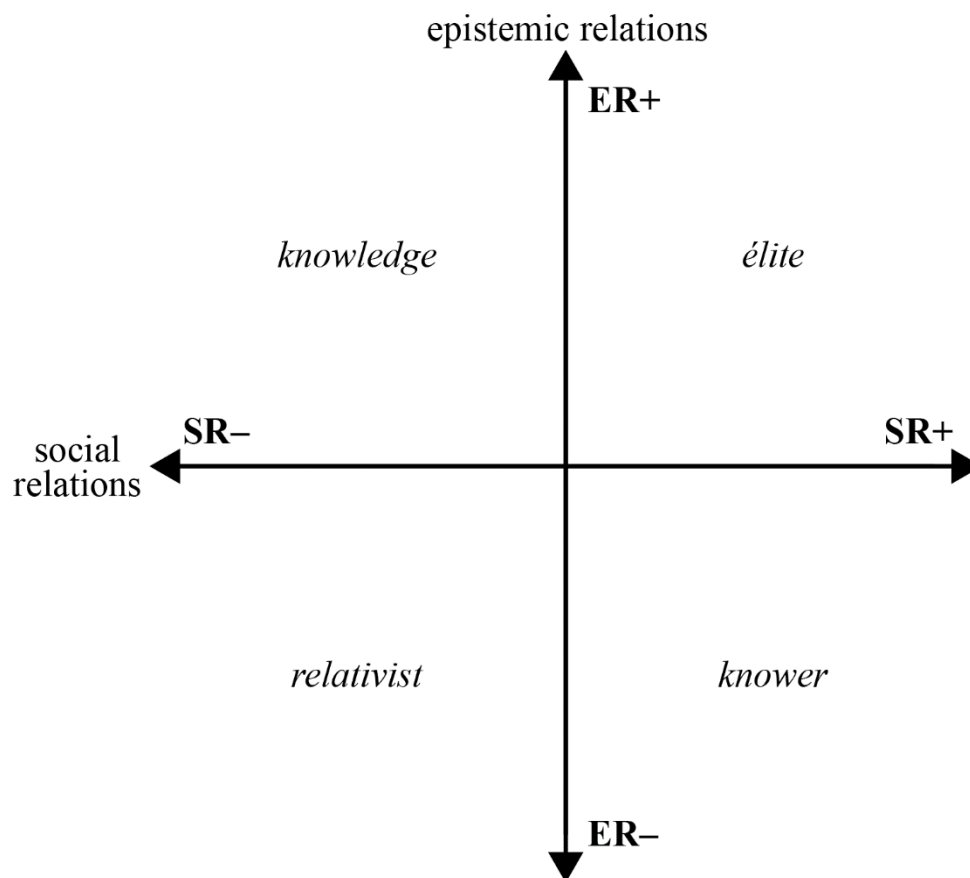 epistemic relations
ER+
knowledge
élite
SR–
SR+
social
relations
relativist
knower
ER–